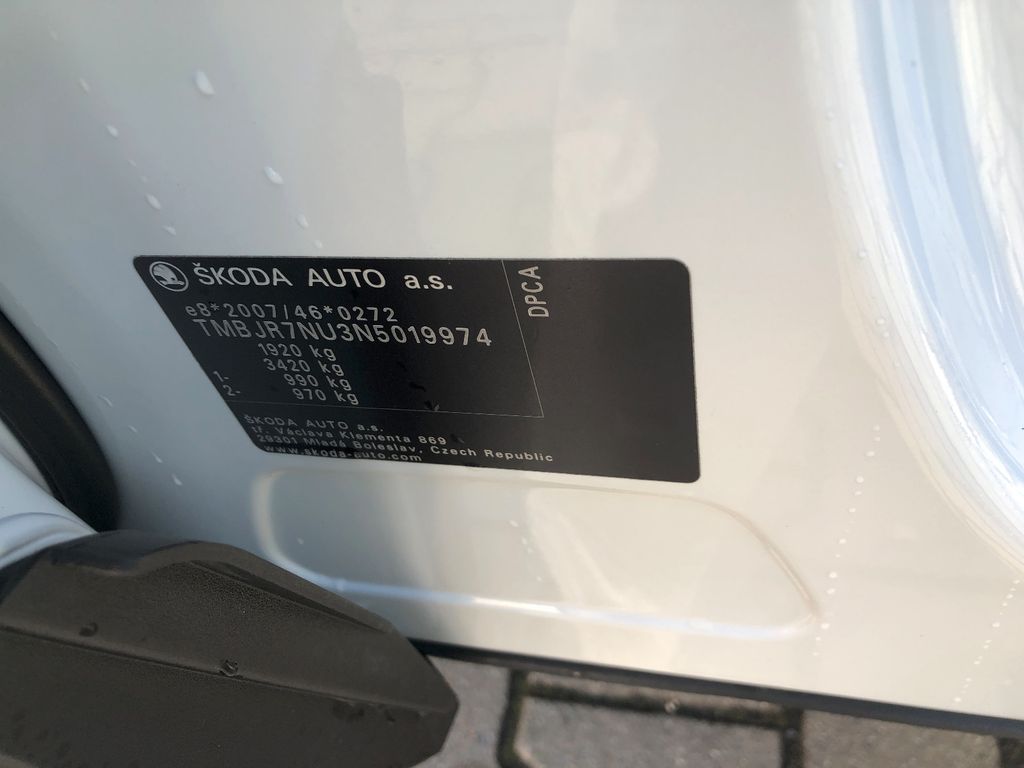 ŠKODA AUTO a.s.
DPCA
e8*2007/46*0272
TMBJR7NU3N5019974
1920 kg
3420 kg
1- 990 kg
2- 970 kg
ŠKODA AUTO a.s.
tř. Václava Klementa 869
29301 Mladá Boleslav, Czech Republic
www.skoda-auto.com